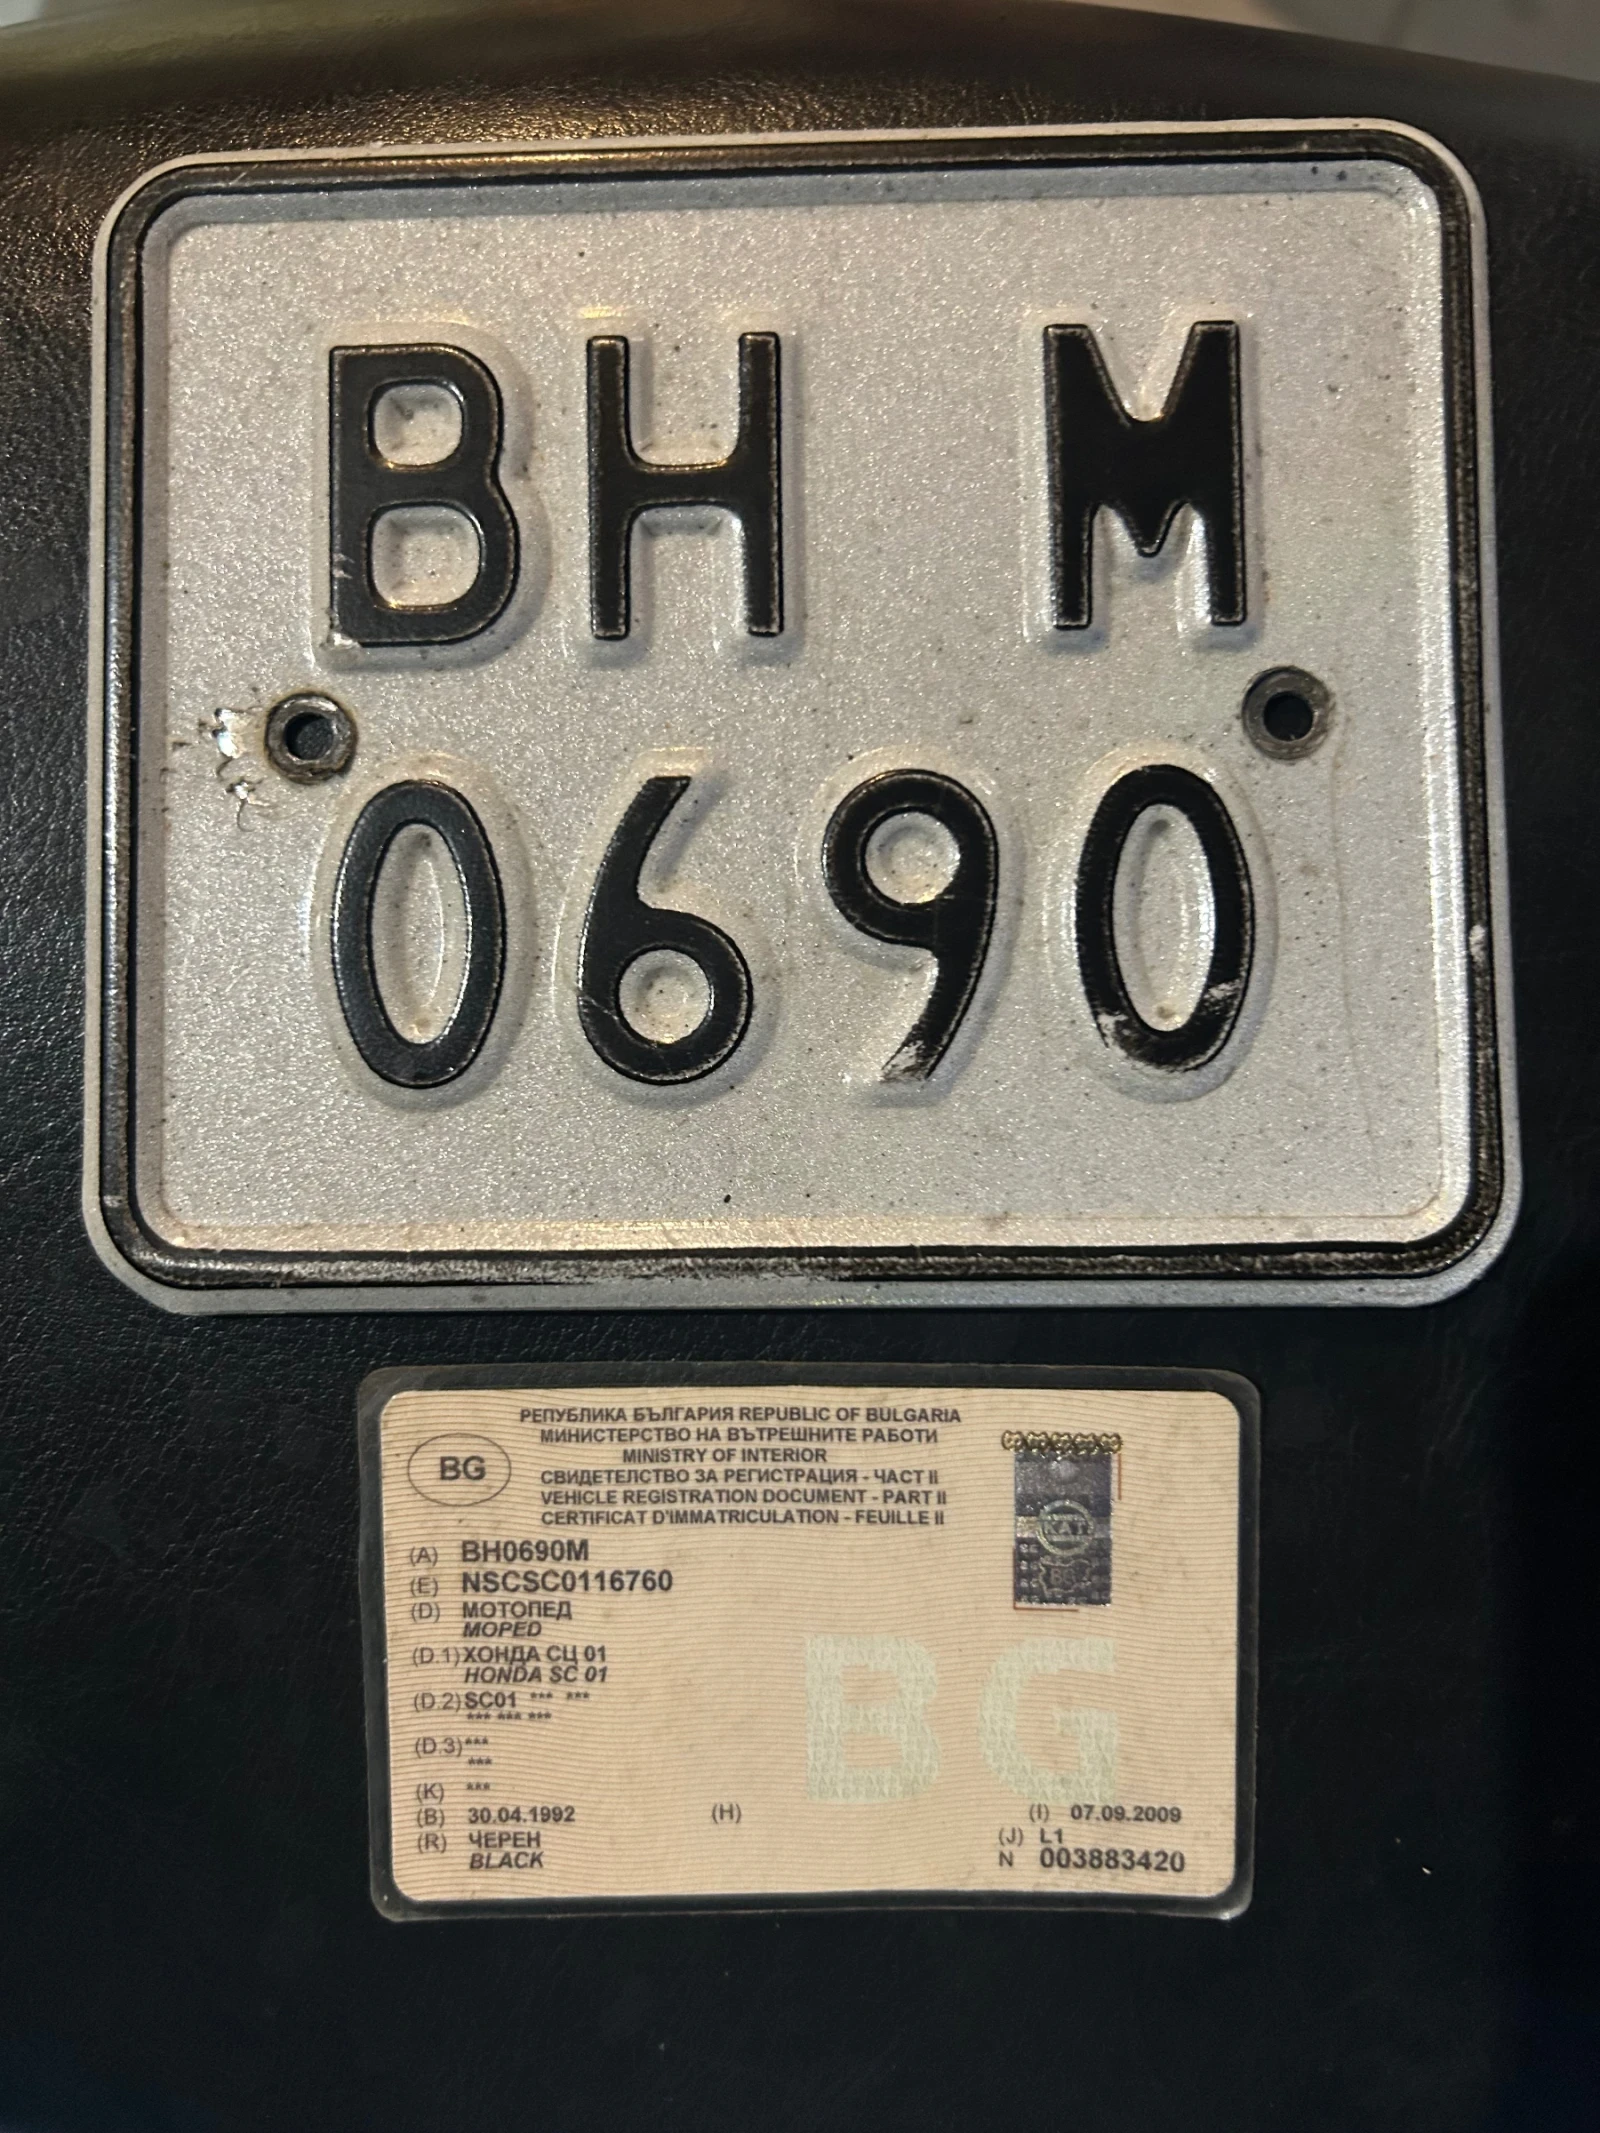 BH M
0690
РЕПУБЛИКА БЪЛГАРИЯ REPUBLIC OF BULGARIA
МИНИСТЕРСТВО НА ВЪТРЕШНИТЕ РАБОТИ
MINISTRY OF INTERIOR
BG
СВИДЕТЕЛСТВО ЗА РЕГИСТРАЦИЯ - ЧАСТ II
VEHICLE REGISTRATION DOCUMENT - PART II
CERTIFICAT D'IMMATRICULATION - FEUILLE II
KAT
BG
(A) BH0690M
(E) NSCSC0116760
(D) МОТОПЕД
MOPED
(D.1) ХОНДА СЦ 01
HONDA SC 01
(D.2) SC01 *** ***
*** *** ***
(D.3) ***
***
BG
(K) ***
(B) 30.04.1992 (H) (I) 07.09.2009
(R) ЧЕРЕН (J) L1
BLACK N 003883420